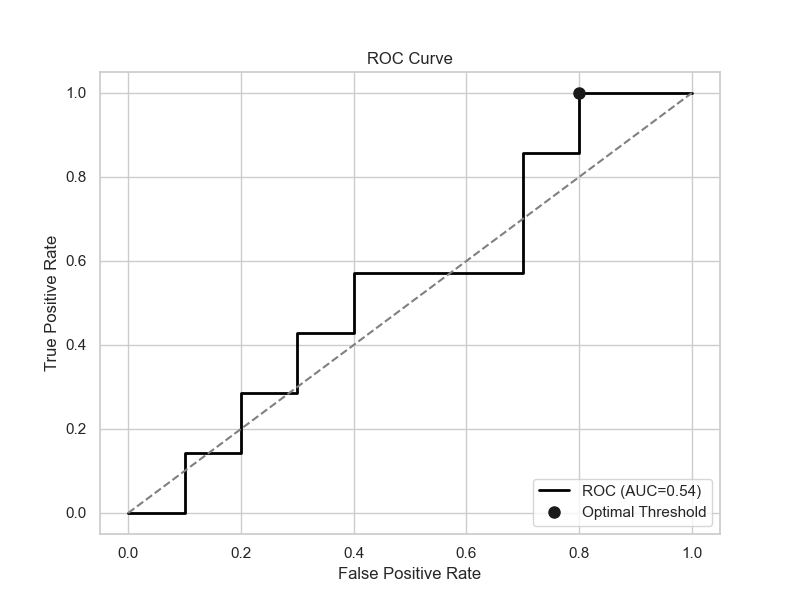 ROC Curve
True Positive Rate
1.0
0.8
0.6
0.4
0.2
0.0
ROC (AUC=0.54)
Optimal Threshold
0.0 0.2 0.4 0.6 0.8 1.0
False Positive Rate